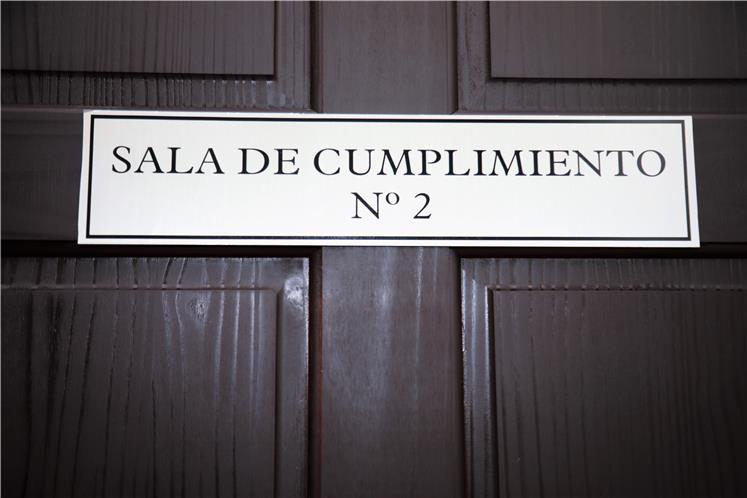 SALA DE CUMPLIMIENTO
Nº 2